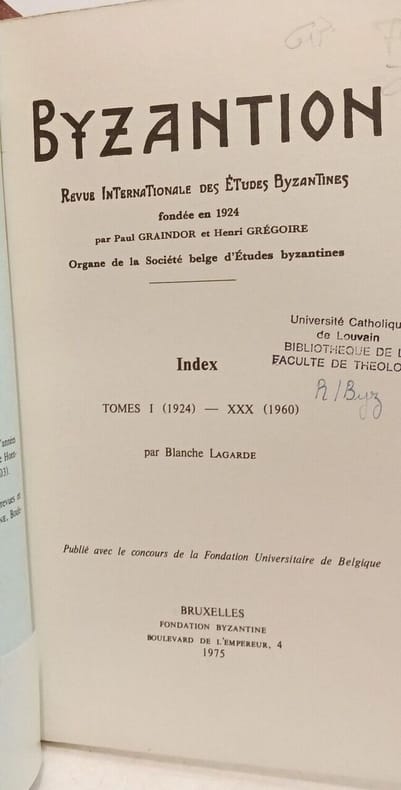 BYZANTION
REVUE INTERNATIONALE DES ÉTUDES BYZANTINES
fondée en 1924
par Paul GRAINDOR et Henri GRÉGOIRE
Organe de la Société belge d'Études byzantines
Université Catholiqu
de Louvain
BIBLIOTHEQUE DE L
FACULTE DE THEOLO
R/Byz
Index
TOMES I (1924) — XXX (1960)
par Blanche LAGARDE
Publié avec le concours de la Fondation Universitaire de Belgique
BRUXELLES
FONDATION BYZANTINE
BOULEVARD DE L'EMPEREUR, 4
1975